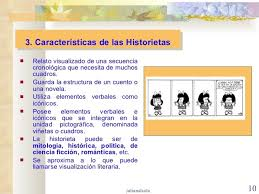 3. Características de las Historietas
Relato visualizado de una secuencia
cronológica que necesita de muchos
cuadros.
Guarda la estructura de un cuento o
una novela.
Utiliza elementos verbales como
icónicos.
Posee elementos verbales e
icónicos que se integran en la
unidad pictográfica, denominada
viñetas o cuadros.
La historieta puede ser de
mitología, histórica, política, de
ciencia ficción, románticas, etc.
Se aproxima a lo que puede
llamarse visualización literaria.
10